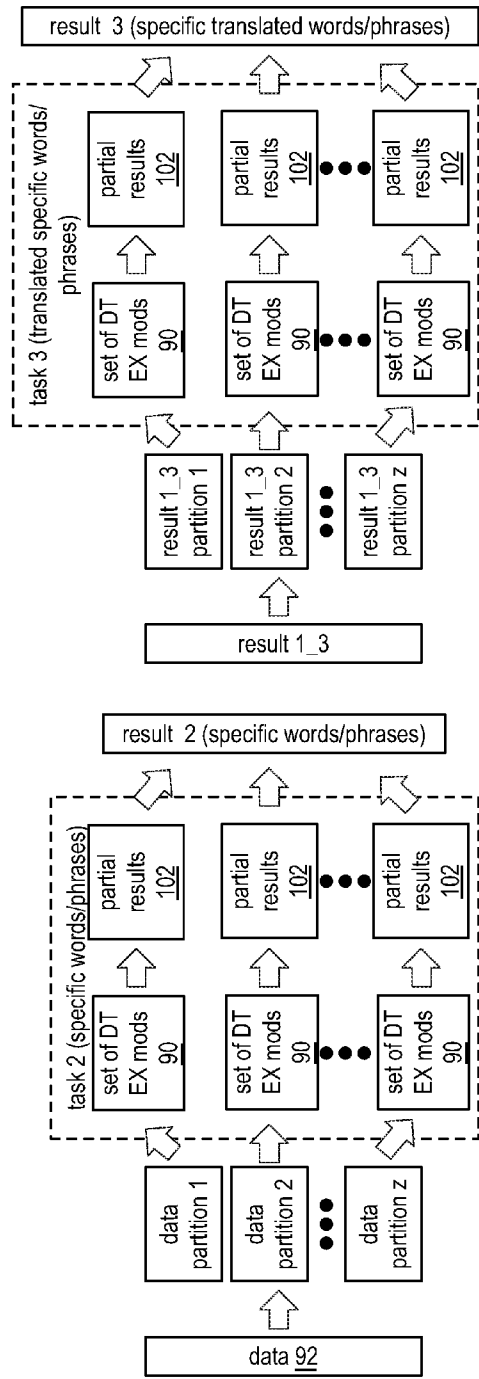 data 92
data
partition 1
data
partition 2
data
partition z
task 2 (specific words/phrases)
set of DT
EX mods
90
set of DT
EX mods
90
set of DT
EX mods
90
partial
results
102
partial
results
102
partial
results
102
result 2 (specific words/phrases)
result 1_3
result 1_3
partition 1
result 1_3
partition 2
result 1_3
partition z
task 3 (translated specific words/
phrases)
set of DT
EX mods
90
set of DT
EX mods
90
set of DT
EX mods
90
partial
results
102
partial
results
102
partial
results
102
result 3 (specific translated words/phrases)